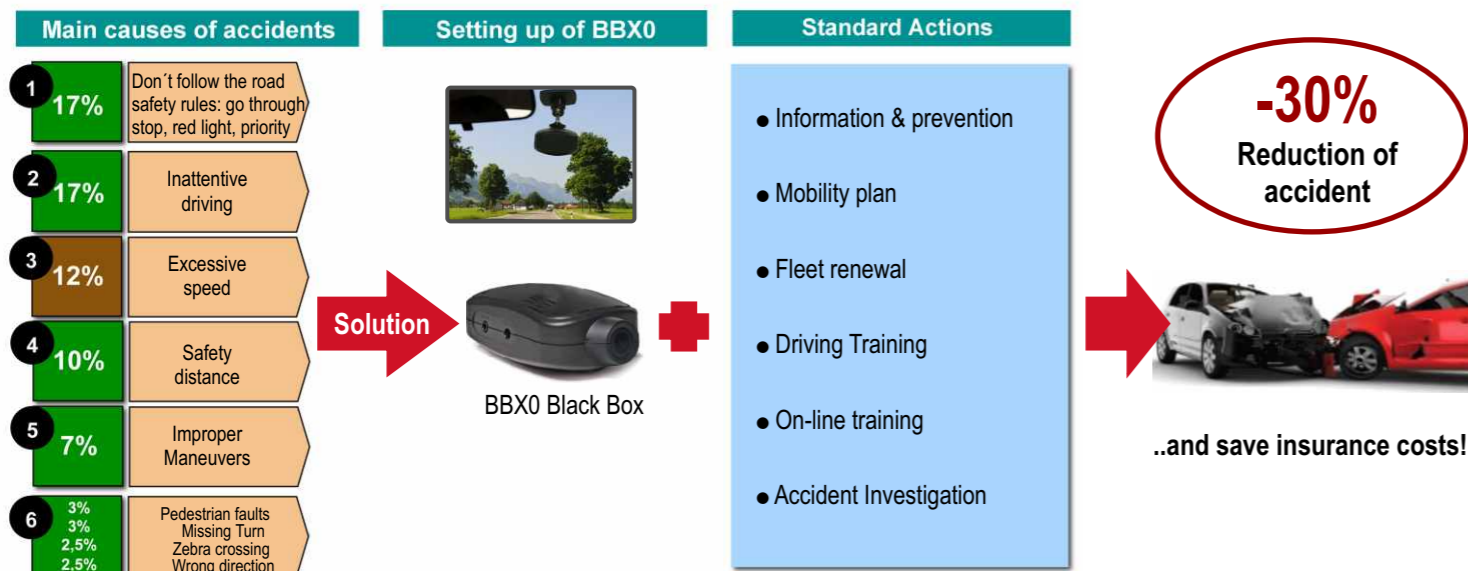 Main causes of accidents
1
17%
Don´t follow the road
safety rules: go through
stop, red light, priority
2
17%
Inattentive
driving
3
12%
Excessive
speed
4
10%
Safety
distance
5
7%
Improper
Maneuvers
6
3%
3%
2,5%
2,5%
Pedestrian faults
Missing Turn
Zebra crossing
Wrong direction
Solution
Setting up of BBX0
BBX0 Black Box
Standard Actions
● Information & prevention
● Mobility plan
● Fleet renewal
● Driving Training
● On-line training
● Accident Investigation
-30%
Reduction of
accident
..and save insurance costs!